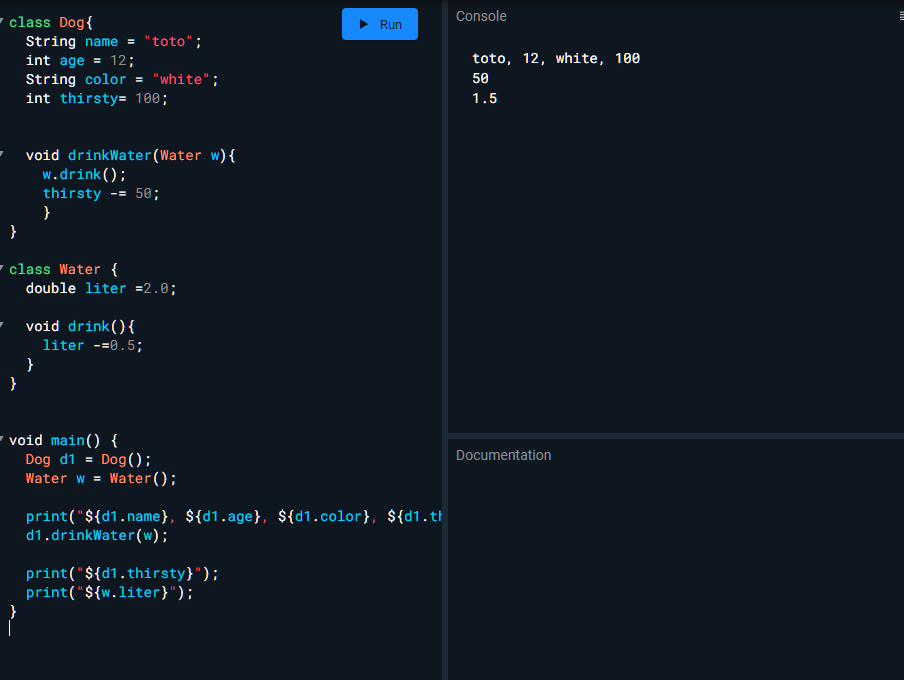 class Dog{
String name = "toto";
int age = 12;
String color = "white";
int thirsty= 100;
void drinkWater(Water w){
w.drink();
thirsty -= 50;
}
}
class Water {
double liter =2.0;
void drink(){
liter -=0.5;
}
}
void main() {
Dog d1 = Dog();
Water w = Water();
print("${d1.name}, ${d1.age}, ${d1.color}, ${d1.th
d1.drinkWater(w);
print("${d1.thirsty}");
print("${w.liter}");
}
Run
Console
toto, 12, white, 100
50
1.5
Documentation